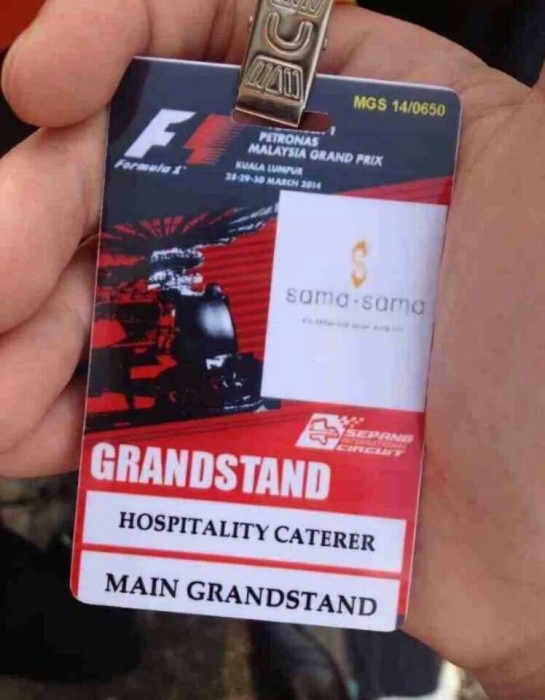 MGS 14/0650
F1
Formula 1
PETRONAS
MALAYSIA GRAND PRIX
KUALA LUMPUR
28-29-30 MARCH 2014
sama-sama
SEPANG
INTERNATIONAL
CIRCUIT
GRANDSTAND
HOSPITALITY CATERER
MAIN GRANDSTAND